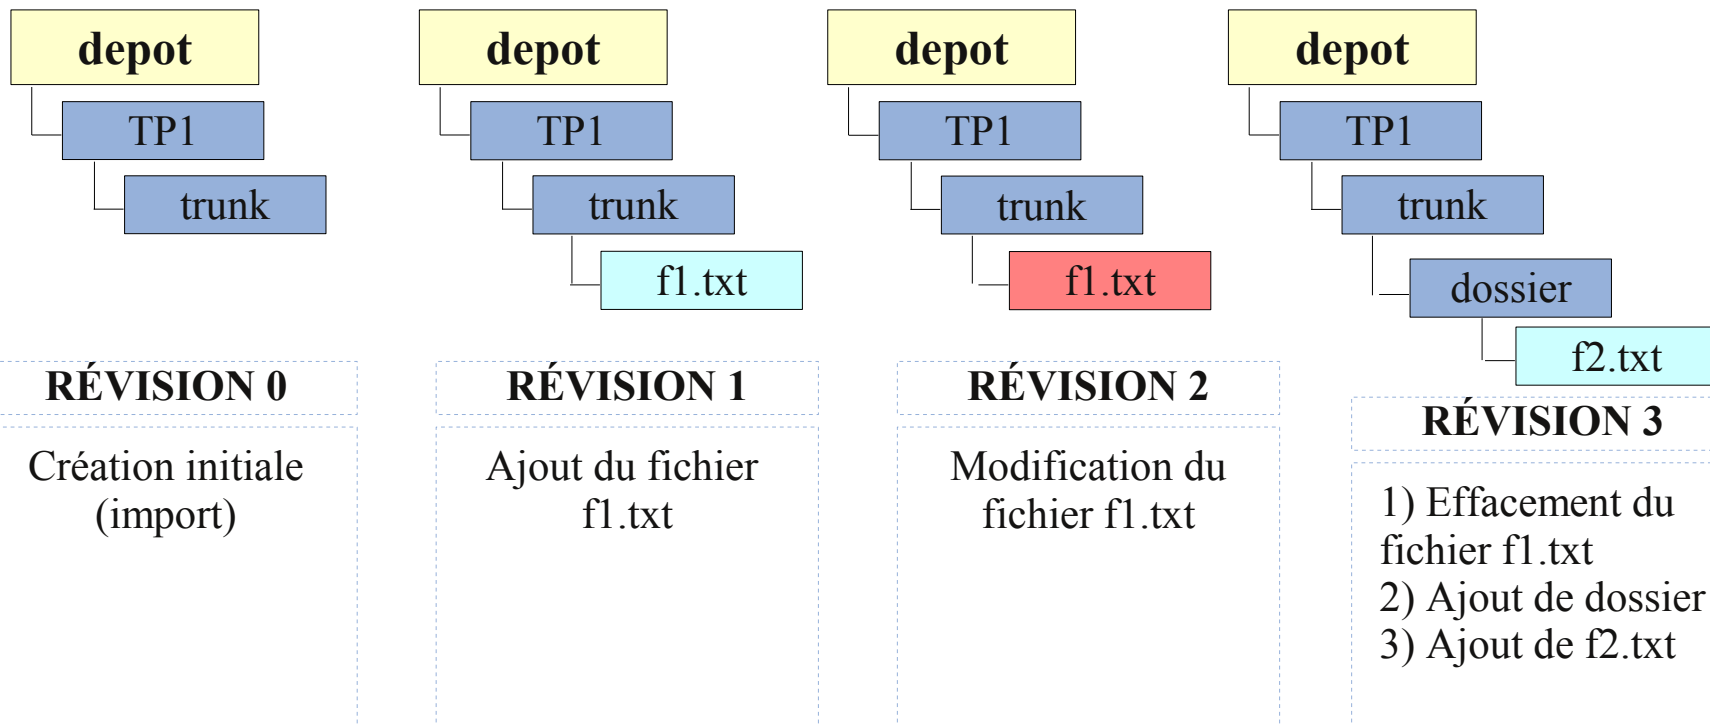 depot
TP1
trunk
RÉVISION 0
Création initiale
(import)
depot
TP1
trunk
f1.txt
RÉVISION 1
Ajout du fichier
f1.txt
depot
TP1
trunk
f1.txt
RÉVISION 2
Modification du
fichier f1.txt
depot
TP1
trunk
dossier
f2.txt
RÉVISION 3
1) Effacement du
fichier f1.txt
2) Ajout de dossier
3) Ajout de f2.txt